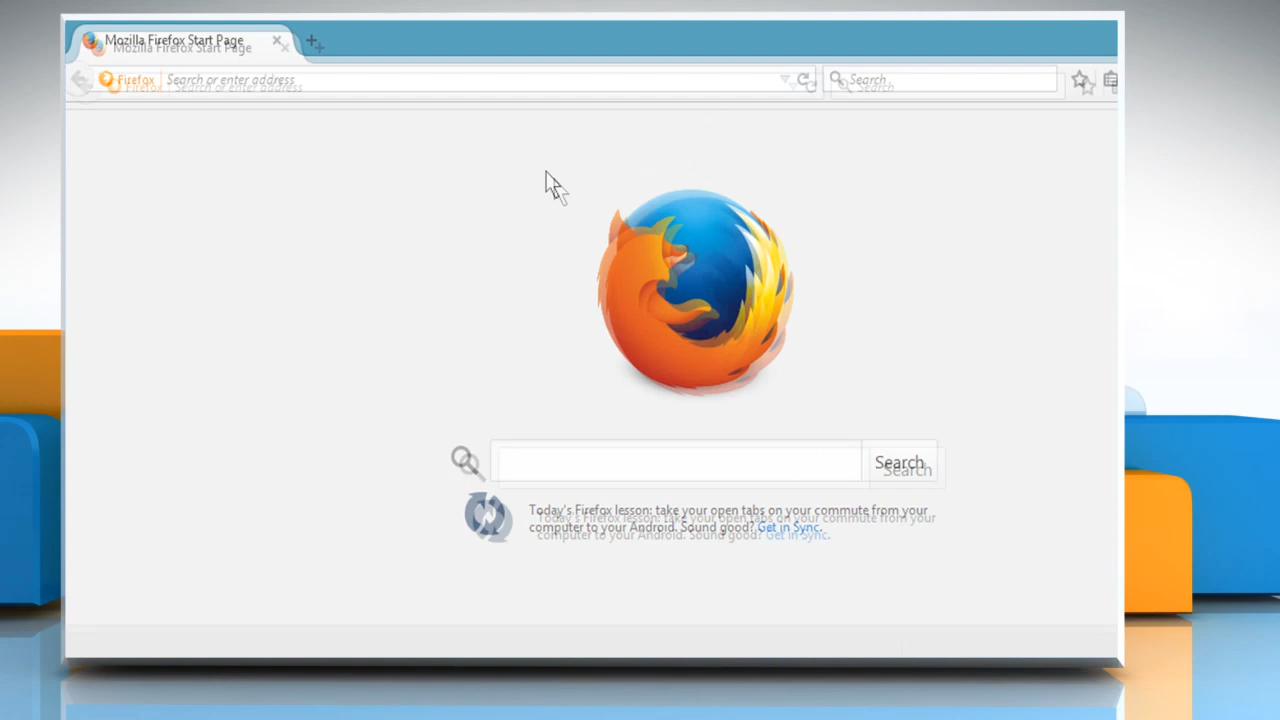 Mozilla Firefox Start Page
Firefox Search or enter address
Search
Search
Today's Firefox lesson: take your open tabs on your commute from your
computer to your Android. Sound good? Get in Sync.